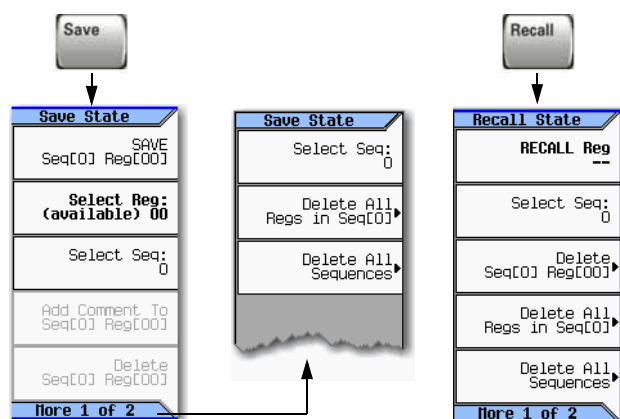 Save
Save State
SAVE
Seq[0] Reg[00]
Select Reg:
(available) 00
Select Seq:
0
Add Comment To
Seq[0] Reg[00]
Delete
Seq[0] Reg[00]
More 1 of 2
Save State
Select Seq:
0
Delete All
Regs in Seq[0]
Delete All
Sequences
Recall
Recall State
RECALL Reg
--
Select Seq:
0
Delete
Seq[0] Reg[00]
Delete All
Regs in Seq[0]
Delete All
Sequences
More 1 of 2